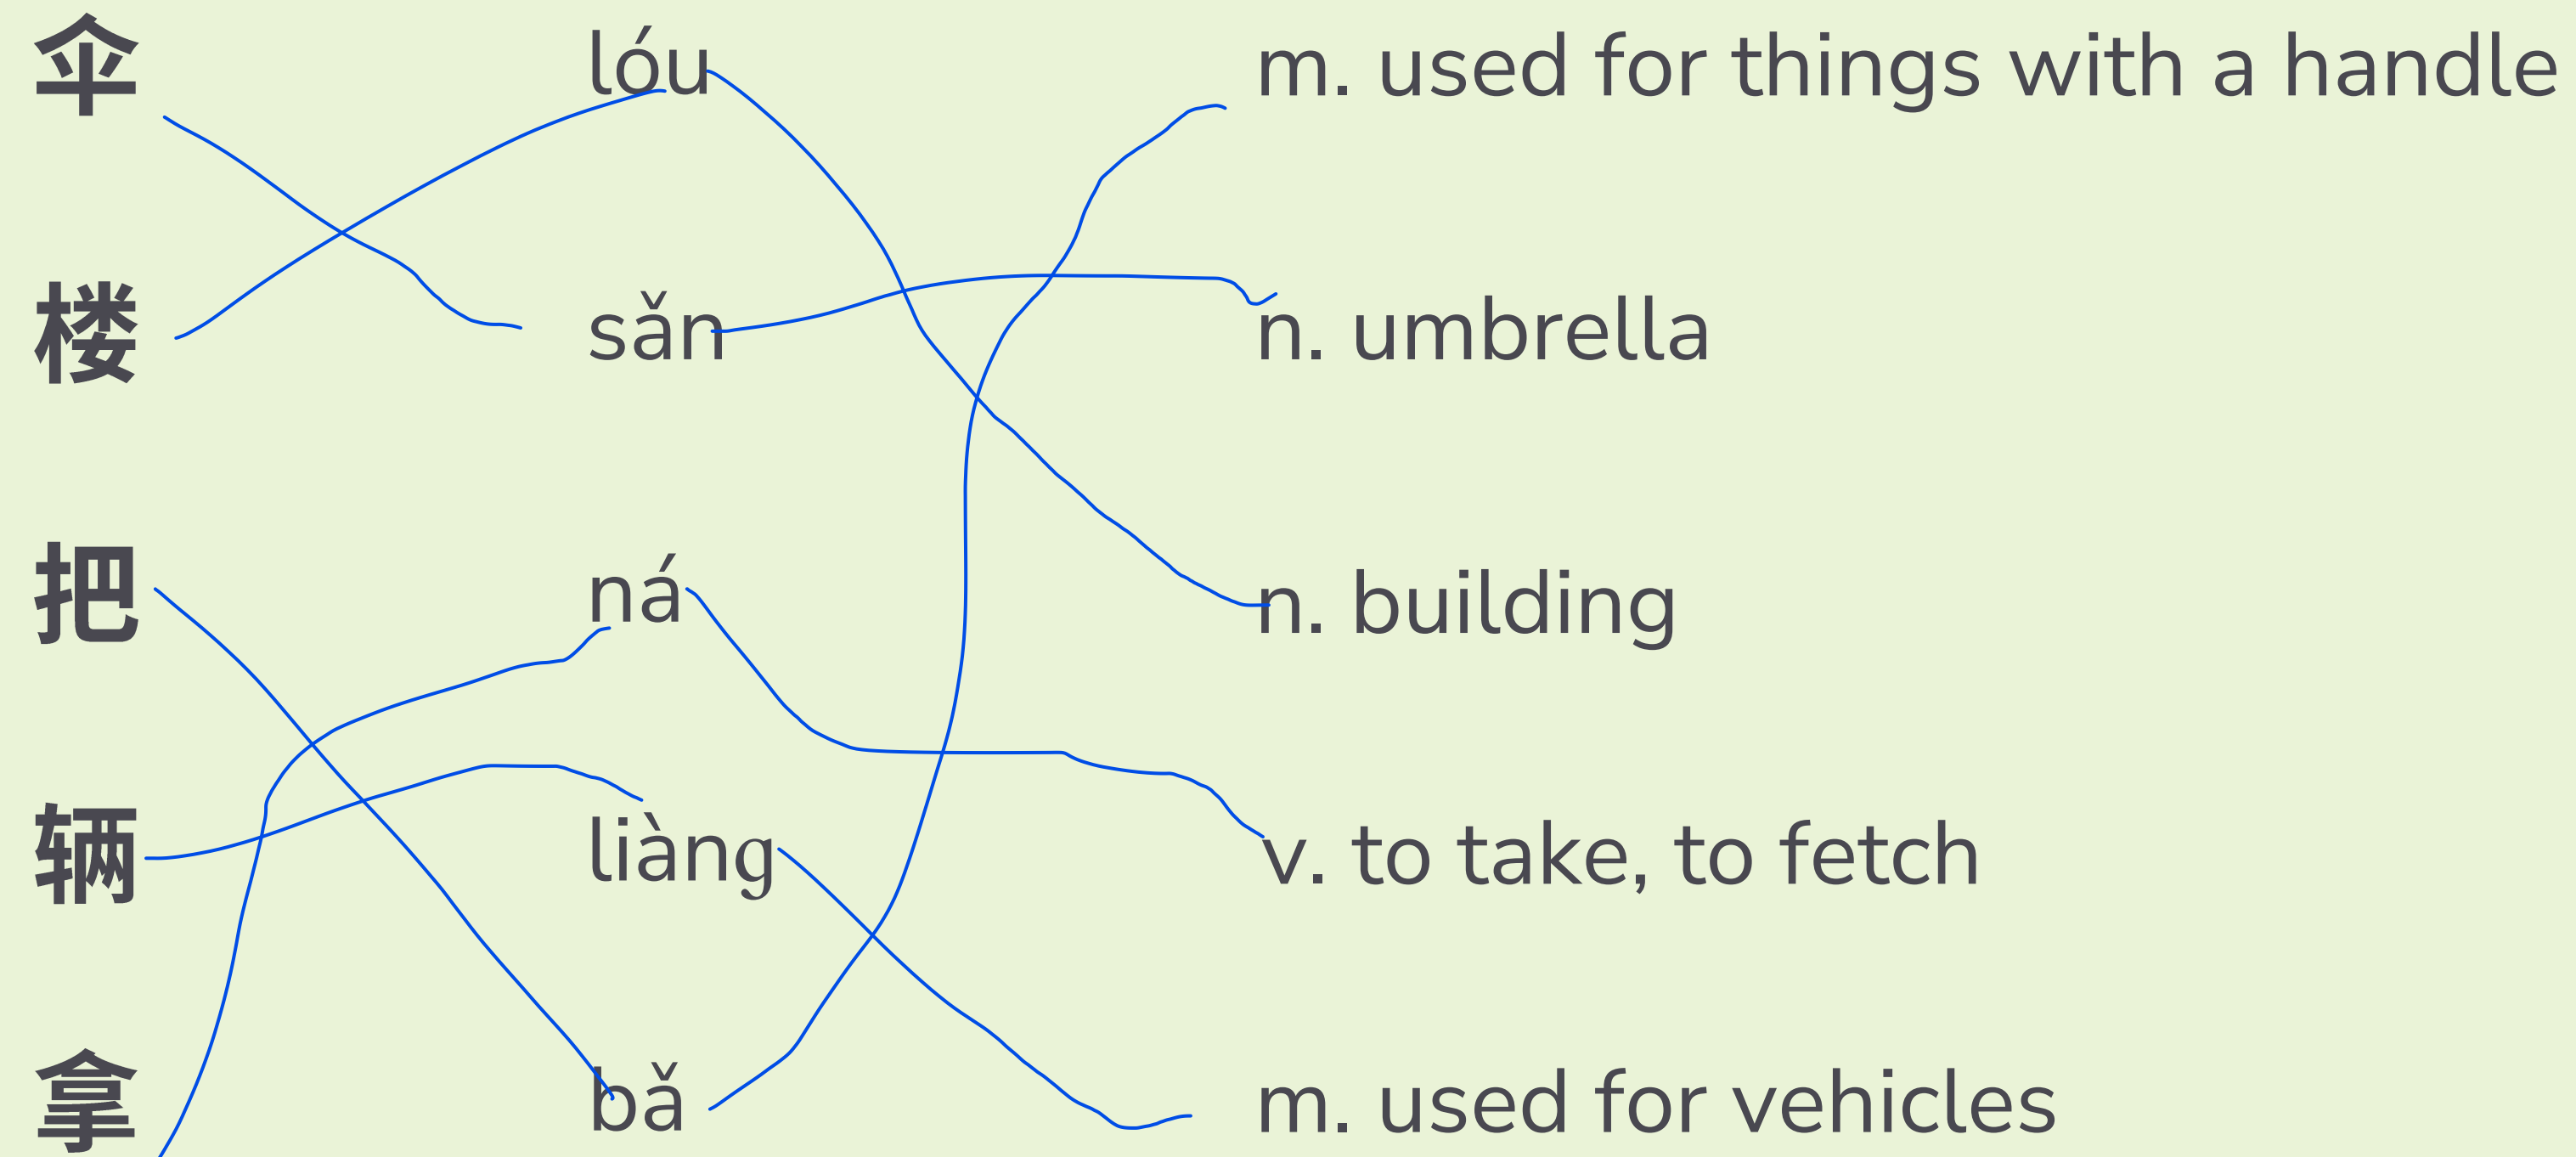 伞 lóu m. used for things with a handle
楼 sǎn n. umbrella
把 ná n. building
辆 liàng v. to take, to fetch
拿 bǎ m. used for vehicles